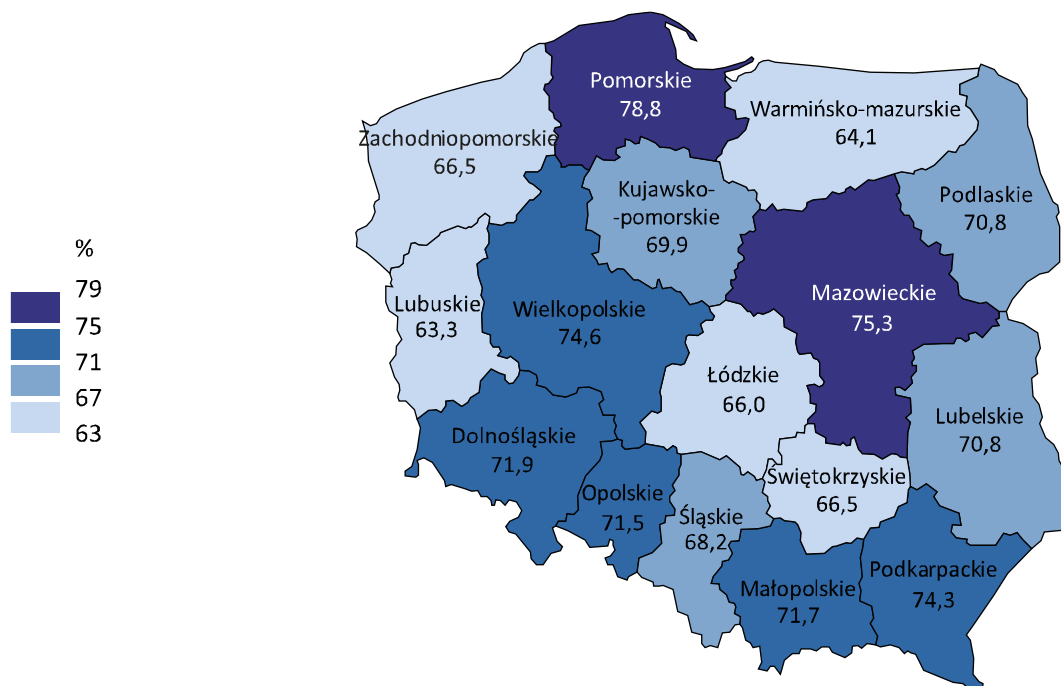 %
79
75
71
67
63
Pomorskie
78,8
Warmińsko-mazurskie
64,1
Zachodniopomorskie
66,5
Kujawsko-
-pomorskie
69,9
Podlaskie
70,8
Lubuskie
63,3
Wielkopolskie
74,6
Mazowieckie
75,3
Łódzkie
66,0
Lubelskie
70,8
Dolnośląskie
71,9
Opolskie
71,5
Śląskie
68,2
Świętokrzyskie
66,5
Małopolskie
71,7
Podkarpackie
74,3